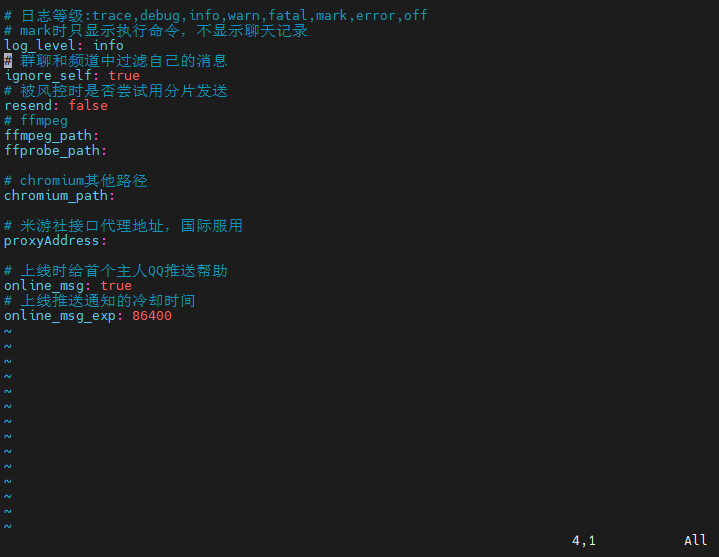 # 日志等级:trace,debug,info,warn,fatal,mark,error,off
# mark时只显示执行命令，不显示聊天记录
log_level: info
# 群聊和频道中过滤自己的消息
ignore_self: true
# 被风控时是否尝试用分片发送
resend: false
# ffmpeg
ffmpeg_path:
ffprobe_path:
# chromium其他路径
chromium_path:
# 米游社接口代理地址，国际服用
proxyAddress:
# 上线时给首个主人QQ推送帮助
online_msg: true
# 上线推送通知的冷却时间
online_msg_exp: 86400
~
~
~
~
~
~
~
~
~
~
~
~
~
~
4,1 All